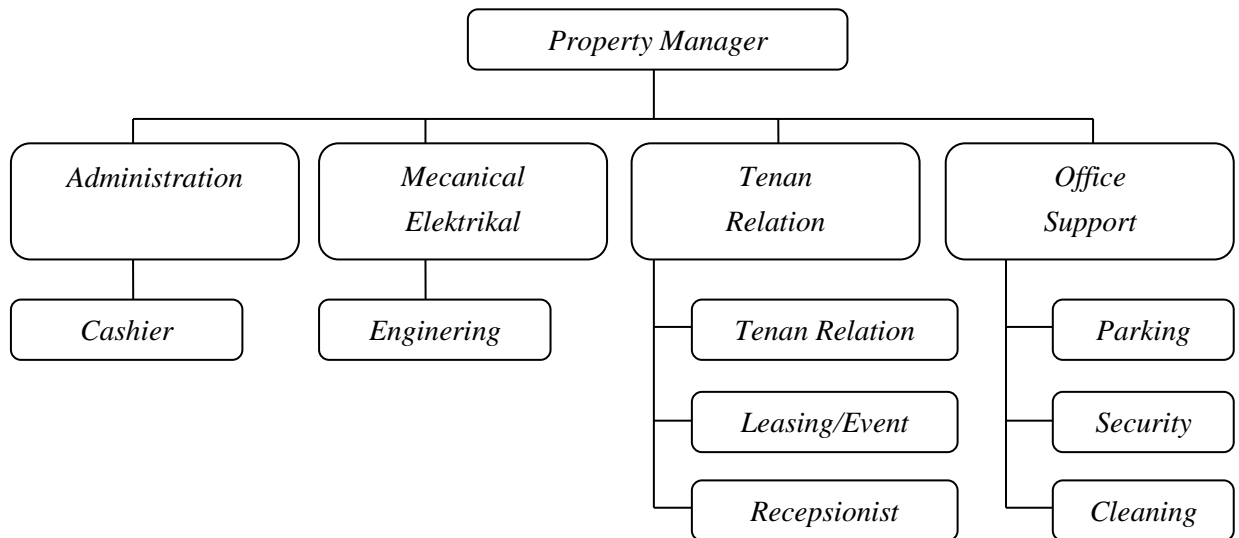 Property Manager
Administration
Mecanical
Elektrikal
Tenan
Relation
Office
Support
Cashier
Enginering
Tenan Relation
Parking
Leasing/Event
Security
Recepsionist
Cleaning